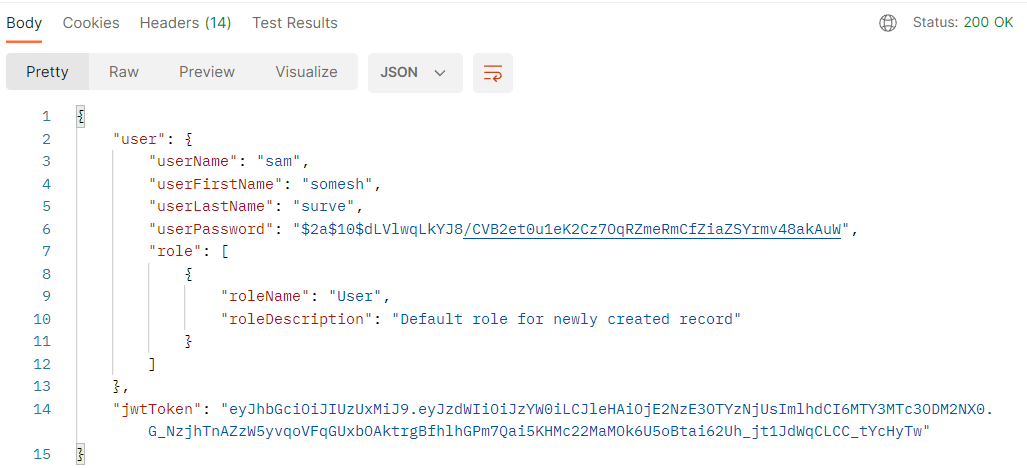 Body Cookies Headers (14) Test Results Status: 200 OK
Pretty Raw Preview Visualize JSON
1 {
2 "user": {
3 "userName": "sam",
4 "userFirstName": "somesh",
5 "userLastName": "surve",
6 "userPassword": "$2a$10$dLVlwqLkYJ8/CVB2et0u1eK2Cz7OqRZmeRmCfZiaZSYrmv48akAuW",
7 "role": [
8 {
9 "roleName": "User",
10 "roleDescription": "Default role for newly created record"
11 }
12 ]
13 },
14 "jwtToken": "eyJhbGciOiJIUzUxMiJ9.eyJzdWIiOiJzYW0iLCJleHAiOjE2NzE3OTYzNjUsImlhdCI6MTY3MTc3ODM2NX0.
G_NzjhTnAZzW5yvqoVFqGUxbOAktrgBfhlhGPm7Qai5KHMc22MaMOk6U5oBtai62Uh_jt1JdWqCLCC_tYcHyTw"
15 }